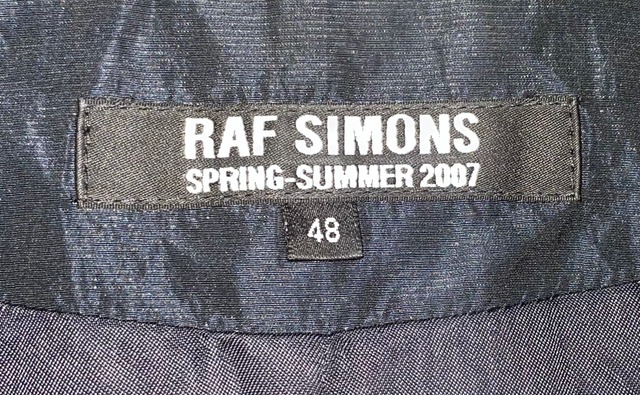 RAF SIMONS
SPRING-SUMMER 2007
48